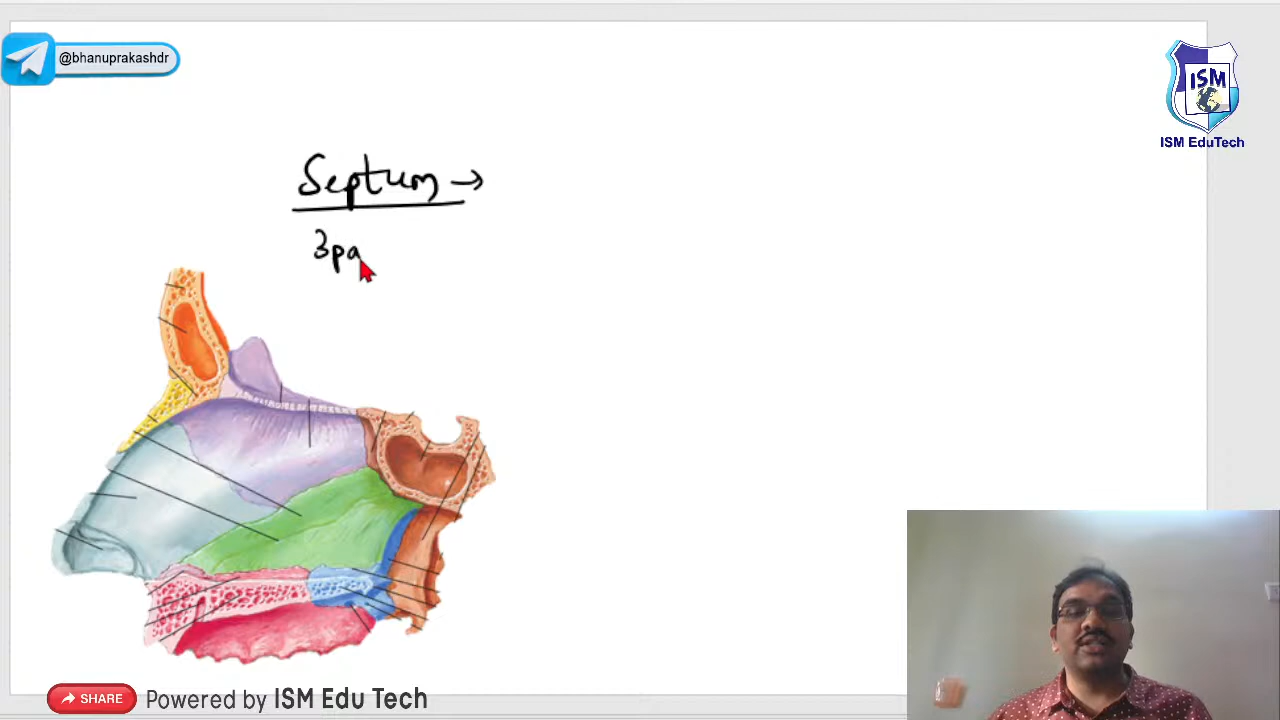 @bhanuprakashdr
ISM
ISM EduTech
Septum →
3pa
SHARE
Powered by ISM Edu Tech